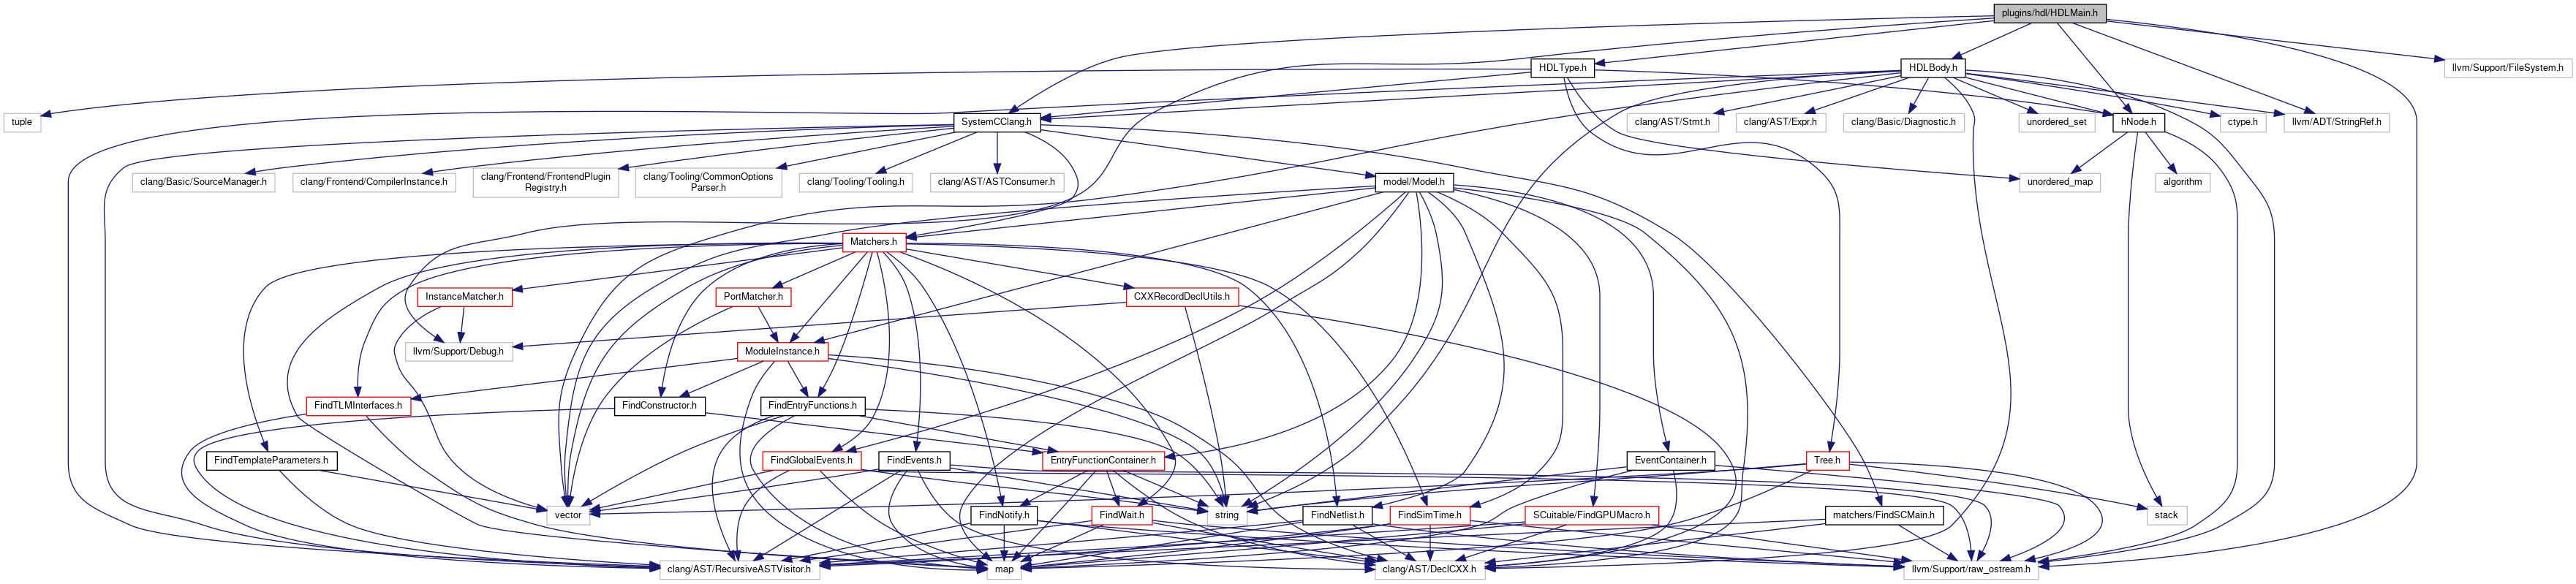 plugins/hdl/HDLMain.h
HDLType.h
HDLBody.h
llvm/Support/FileSystem.h
tuple
SystemCClang.h
clang/AST/Stmt.h
clang/AST/Expr.h
clang/Basic/Diagnostic.h
unordered_set
hNode.h
ctype.h
llvm/ADT/StringRef.h
clang/Basic/SourceManager.h
clang/Frontend/CompilerInstance.h
clang/Frontend/FrontendPlugin
Registry.h
clang/Tooling/CommonOptions
Parser.h
clang/Tooling/Tooling.h
clang/AST/ASTConsumer.h
model/Model.h
unordered_map
algorithm
Matchers.h
InstanceMatcher.h
PortMatcher.h
CXXRecordDeclUtils.h
llvm/Support/Debug.h
ModuleInstance.h
FindTLMInterfaces.h
FindConstructor.h
FindEntryFunctions.h
FindTemplateParameters.h
FindGlobalEvents.h
FindEvents.h
EntryFunctionContainer.h
EventContainer.h
Tree.h
vector
FindNotify.h
FindWait.h
string
FindNetlist.h
FindSimTime.h
SCuitable/FindGPUMacro.h
matchers/FindSCMain.h
stack
clang/AST/RecursiveASTVisitor.h
map
clang/AST/DeclCXX.h
llvm/Support/raw_ostream.h